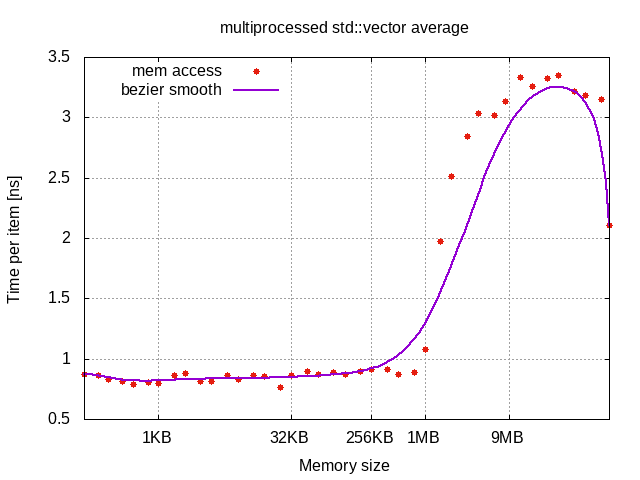 multiprocessed std::vector average
3.5
mem access
bezier smooth
3
2.5
Time per item [ns]
2
1.5
1
0.5
1KB 32KB 256KB 1MB 9MB
Memory size